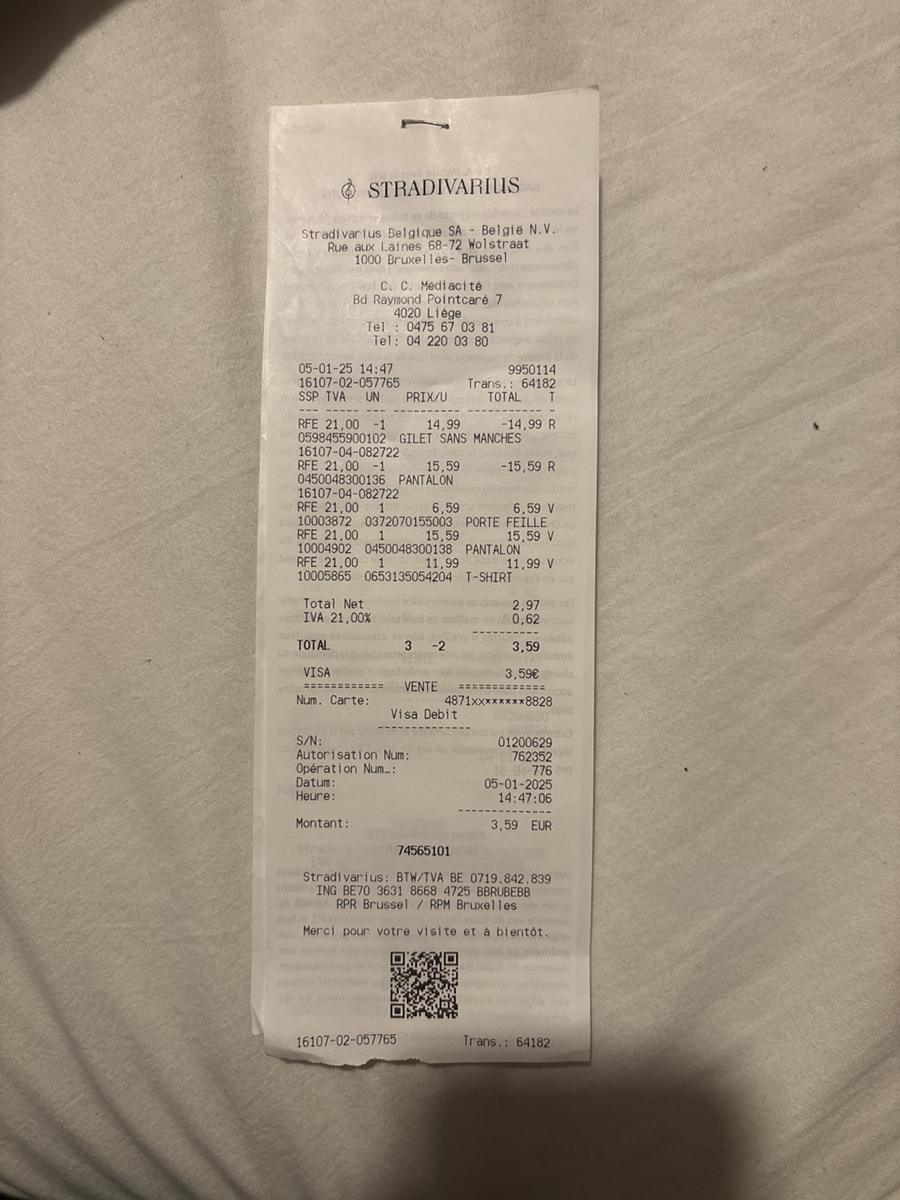 STRADIVARIUS
Stradivarius Belgique SA - België N.V.
Rue aux Laines 68-72 Wolstraat
1000 Bruxelles- Brussel
C. C. Médiacité
Bd Raymond Pointcaré 7
4020 Liège
Tel : 0475 67 03 81
Tel: 04 220 03 80
05-01-25 14:47 9950114
16107-02-057765 Trans.: 64182
SSP TVA UN PRIX/U TOTAL T
--- --- -- ---------- ---------- -
RFE 21,00 -1 14,99 -14,99 R
0598455900102 GILET SANS MANCHES
16107-04-082722
RFE 21,00 -1 15,59 -15,59 R
0450048300136 PANTALON
16107-04-082722
RFE 21,00 1 6,59 6,59 V
10003872 0372070155003 PORTE FEILLE
RFE 21,00 1 15,59 15,59 V
10004902 0450048300138 PANTALON
RFE 21,00 1 11,99 11,99 V
10005865 0653135054204 T-SHIRT
Total Net 2,97
IVA 21,00% 0,62
----------
TOTAL 3 -2 3,59
VISA 3,59€
============ VENTE =============
Num. Carte: 4871xx******8828
Visa Debit
--------------
S/N: 01200629
Autorisation Num: 762352
Opération Num…: 776
Datum: 05-01-2025
Heure: 14:47:06
--------------
Montant: 3,59 EUR
74565101
Stradivarius: BTW/TVA BE 0719.842.839
ING BE70 3631 8668 4725 BBRUBEBB
RPR Brussel / RPM Bruxelles
Merci pour votre visite et à bientôt.
16107-02-057765 Trans.: 64182